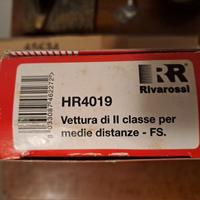 RR
Rivarossi
HR4019
Vettura di II classe per
medie distanze - FS.